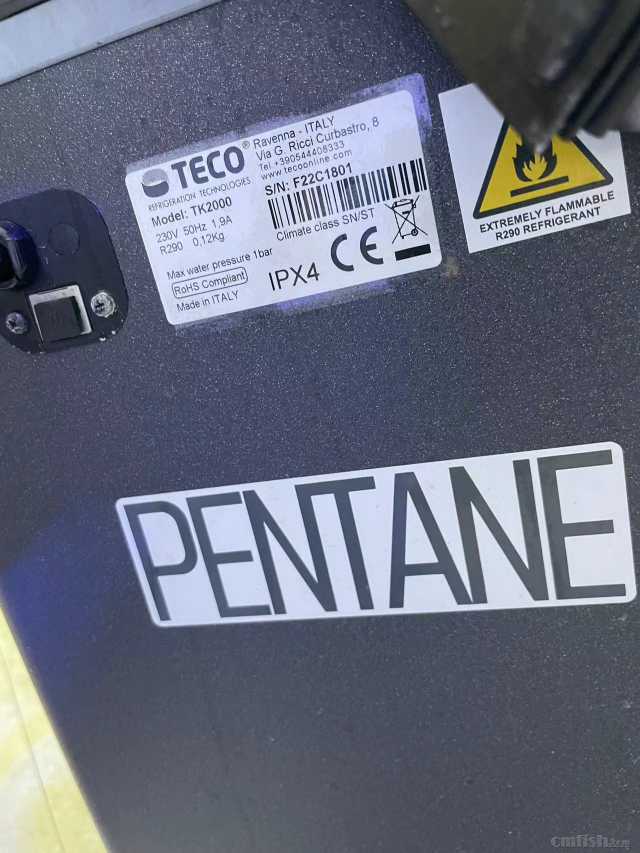 TECO®
REFRIGERATION TECHNOLOGIES
Ravenna - ITALY
Via G. Ricci Curbastro, 8
Tel +390544408333
www.tecoonline.com
Model: TK2000
230V 50Hz 1,9A
R290 0,12Kg
S/N: F22C1801
Climate class SN/ST
Max water pressure 1bar
RoHS Compliant
Made in ITALY
IPX4 CE
EXTREMELY FLAMMABLE
R290 REFRIGERANT
PENTANE